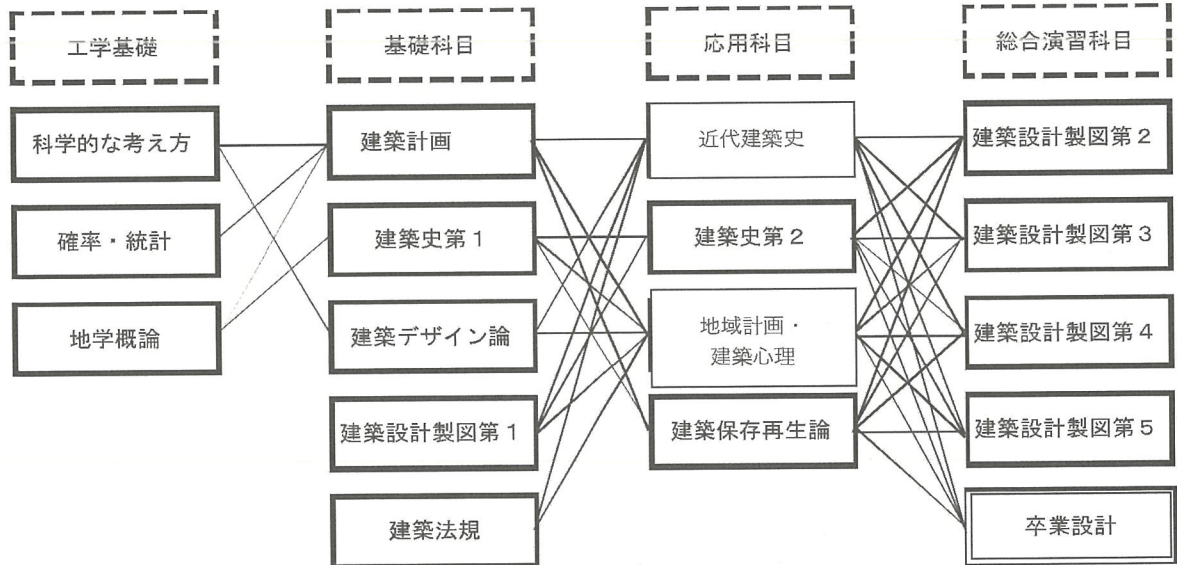 工学基礎
基礎科目
応用科目
総合演習科目
科学的な考え方
建築計画
近代建築史
建築設計製図第2
確率・統計
建築史第1
建築史第2
建築設計製図第3
地学概論
建築デザイン論
地域計画・
建築心理
建築設計製図第4
建築設計製図第1
建築保存再生論
建築設計製図第5
建築法規
卒業設計